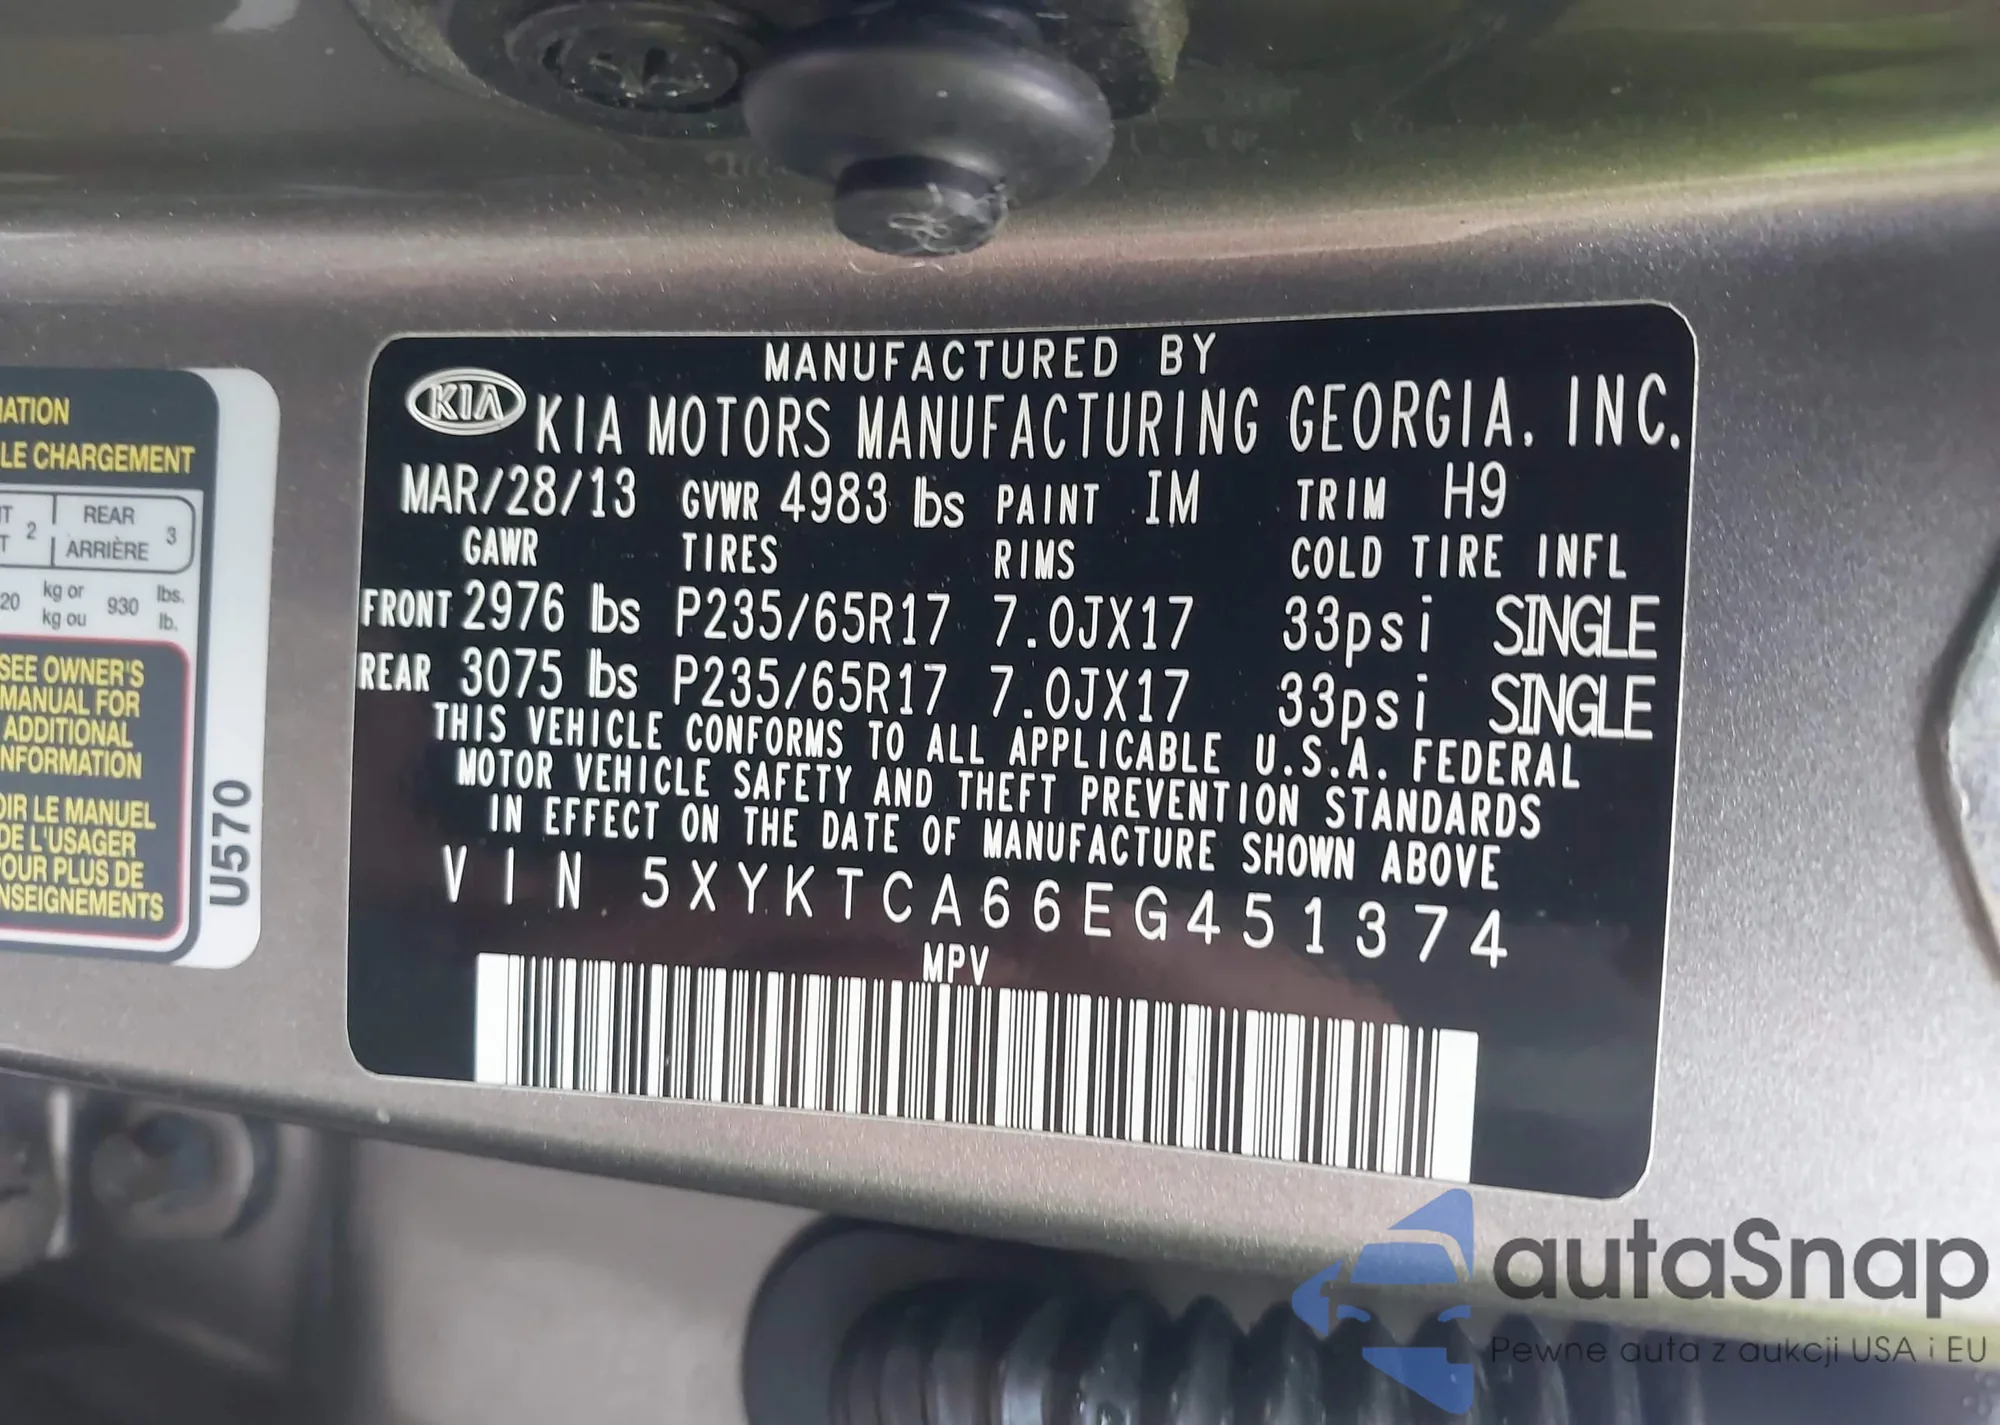 MANUFACTURED BY
KIA KIA MOTORS MANUFACTURING GEORGIA, INC.
MAR/28/13 GVWR 4983 lbs PAINT IM TRIM H9
GAWR TIRES RIMS COLD TIRE INFL
FRONT 2976 lbs P235/65R17 7.0JX17 33psi SINGLE
REAR 3075 lbs P235/65R17 7.0JX17 33psi SINGLE
THIS VEHICLE CONFORMS TO ALL APPLICABLE U.S.A. FEDERAL
MOTOR VEHICLE SAFETY AND THEFT PREVENTION STANDARDS
IN EFFECT ON THE DATE OF MANUFACTURE SHOWN ABOVE
VIN 5XYKTCA66EG451374
MPV
LE CHARGEMENT
2 REAR 3
ARRIÈRE
kg or 930 lbs.
kg ou lb.
SEE OWNER'S
MANUAL FOR
ADDITIONAL
LE MANUEL
DE L'USAGER
PLUS DE
U570
autaSnap
Pewne auta z aukcji USA i EU